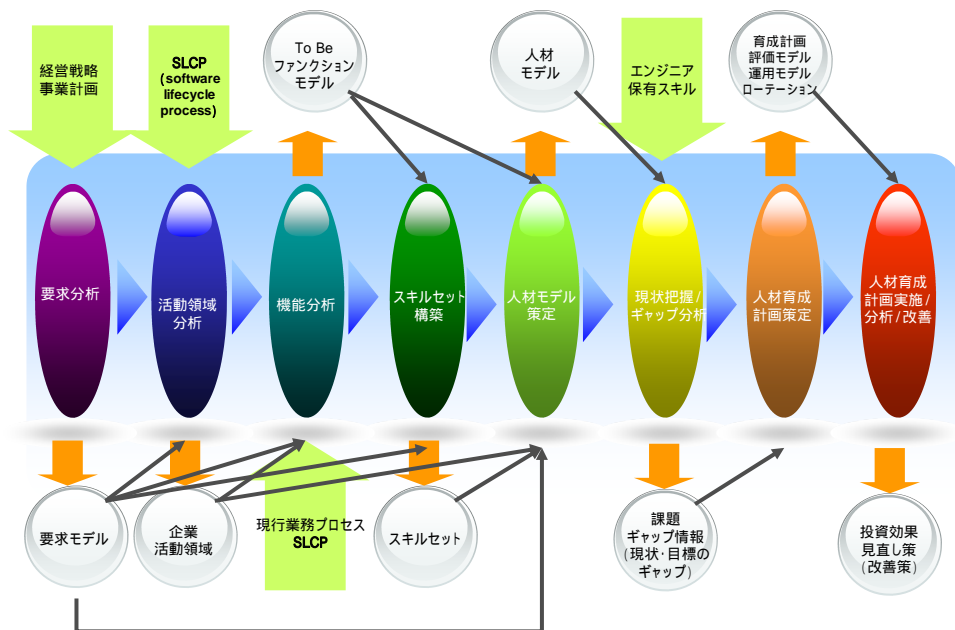 経営戦略
事業計画
SLCP
(software
lifecycle
process)
To Be
ファンクション
モデル
人材
モデル
エンジニア
保有スキル
育成計画
評価モデル
運用モデル
ローテーション
要求分析
活動領域
分析
機能分析
スキルセット
構築
人材モデル
策定
現状把握/
ギャップ分析
人材育成
計画策定
人材育成
計画実施/
分析/改善
要求モデル
企業
活動領域
現行業務プロセス
SLCP
スキルセット
課題
ギャップ情報
(現状・目標の
ギャップ)
投資効果
見直し策
(改善策)